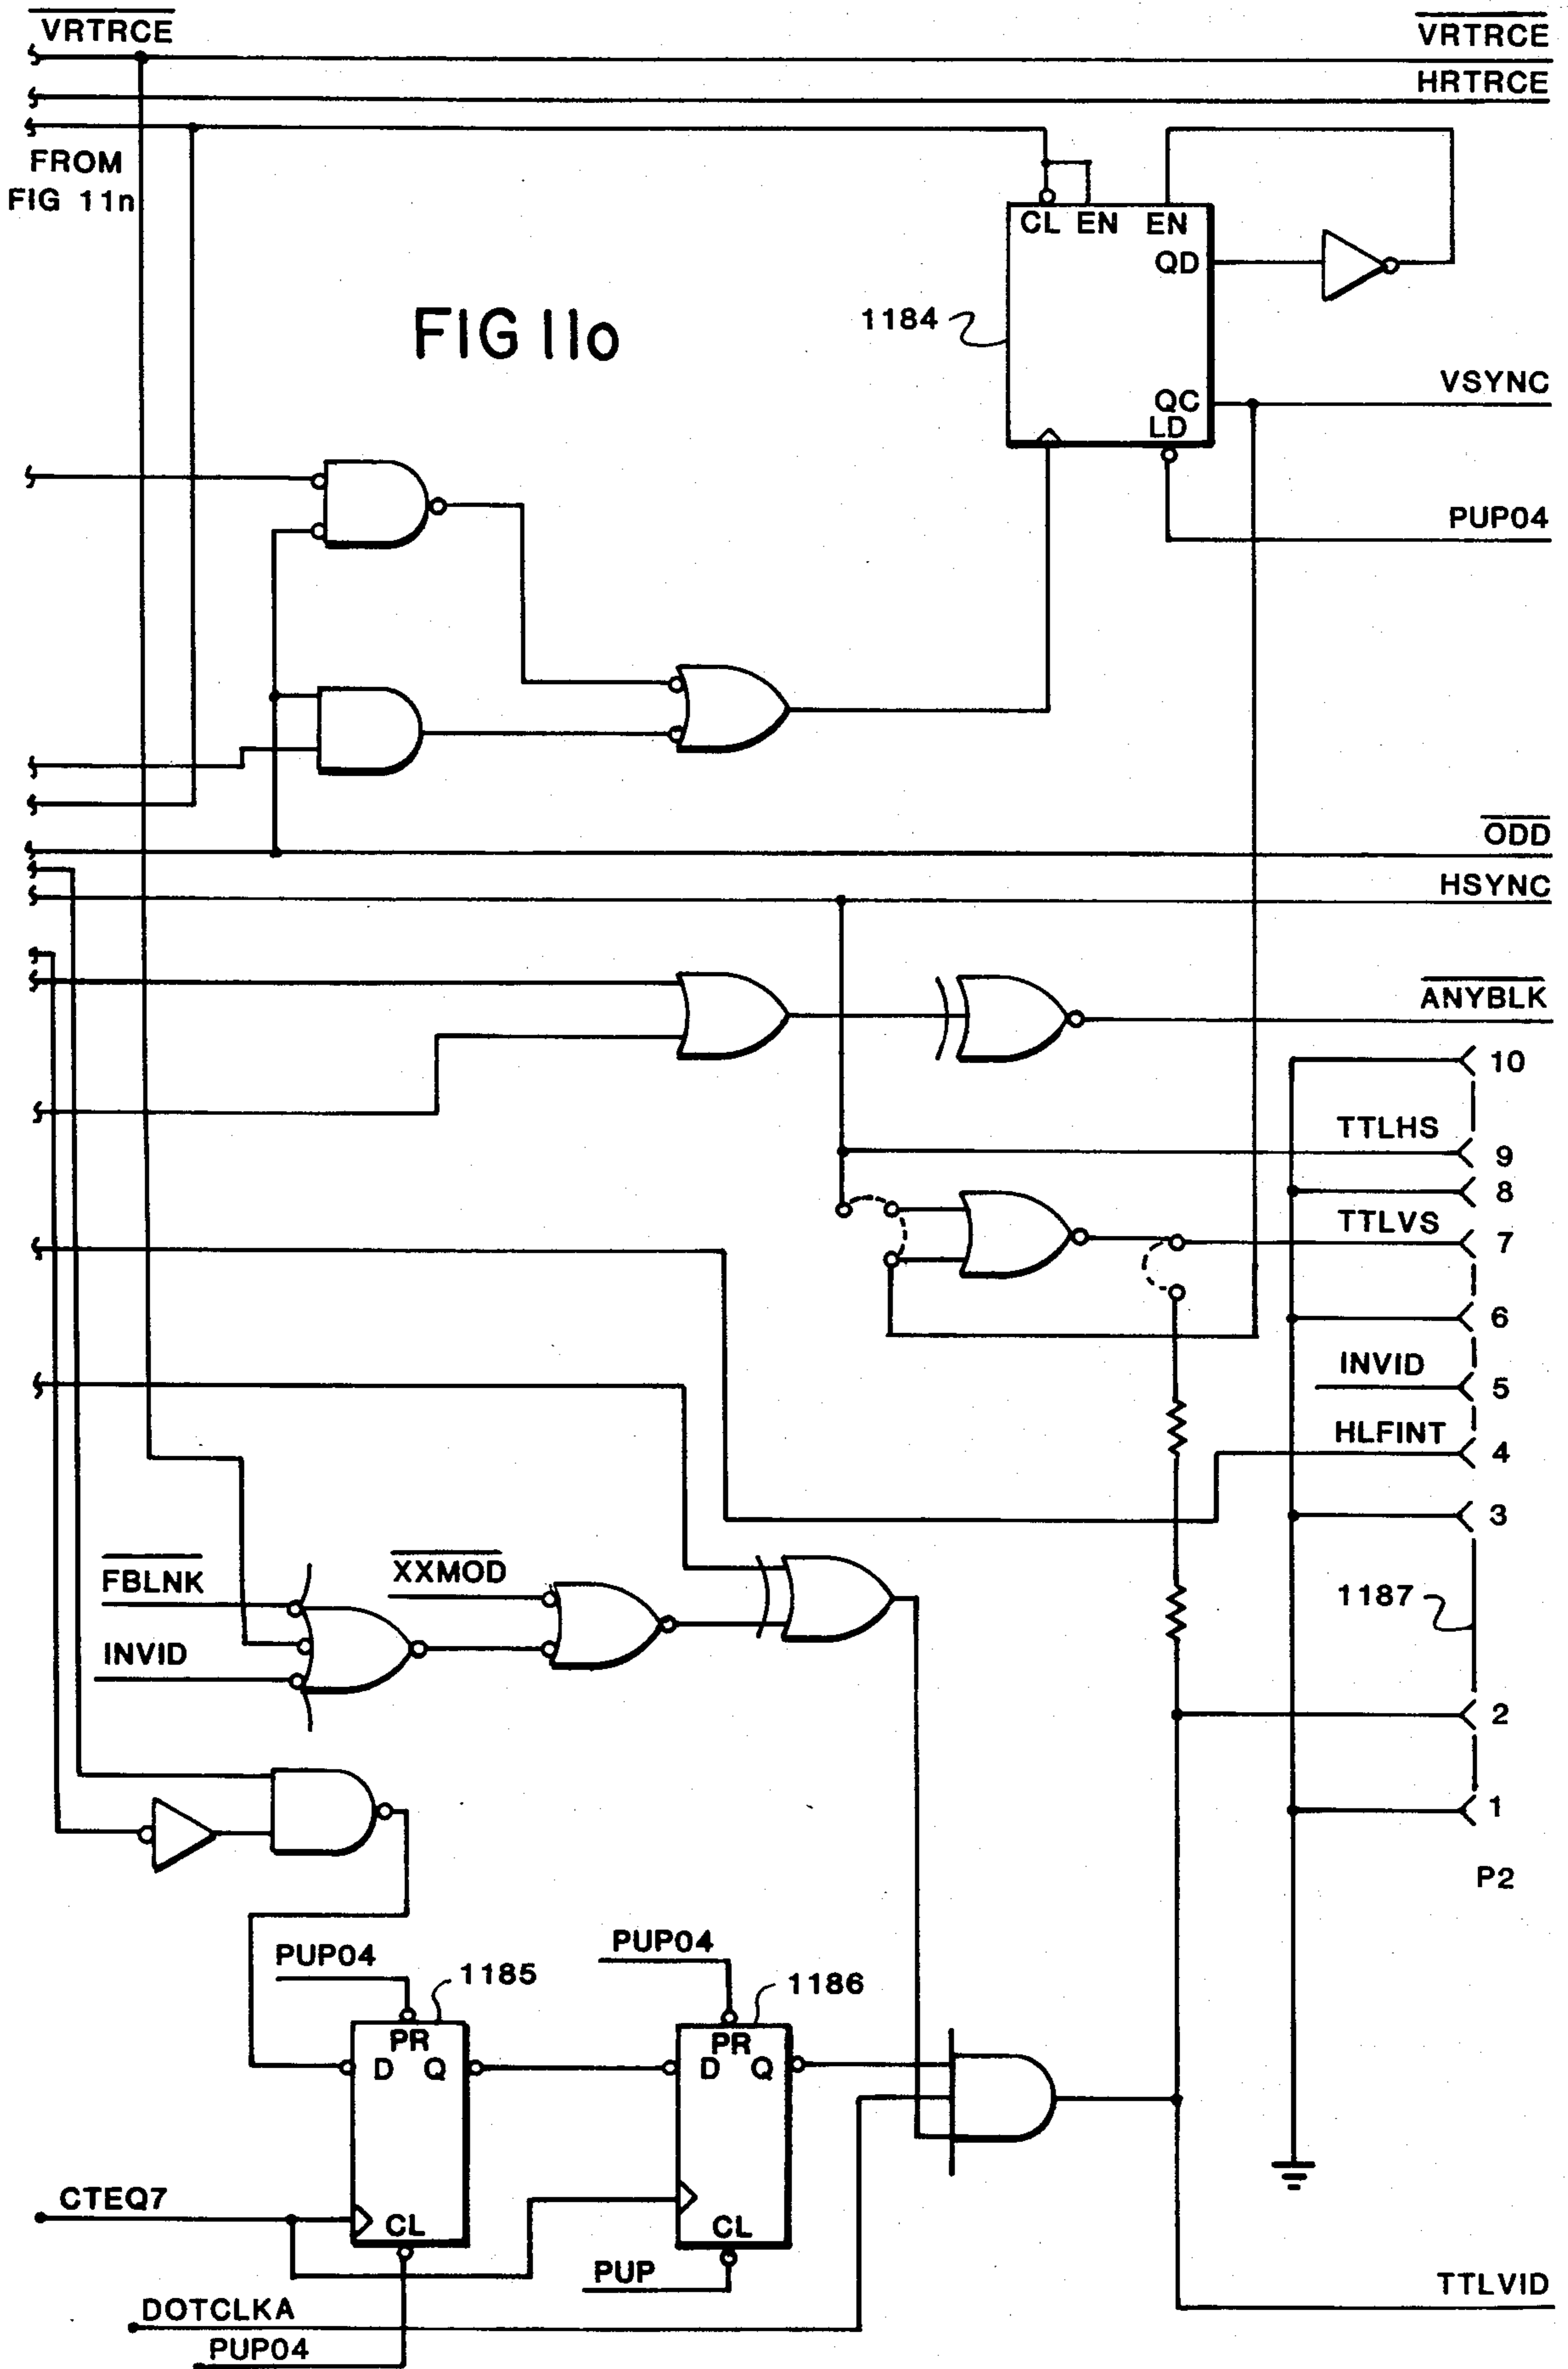 VRTRCE VRTRCE
HRTRCE
FROM
FIG 11n
CL EN EN
QD
FIG 11o
1184
VSYNC
QC
LD
PUP04
ODD
HSYNC
ANYBLK
10
TTLHS
9
8
TTLVS
7
6
INVID
5
HLFINT
4
3
FBLNK
XXMOD
1187
INVID
2
1
P2
PUP04
PUP04
1185
1186
PR
D Q
PR
D Q
CTEQ7
CL
CL
PUP
TTLVID
DOTCLKA
PUP04